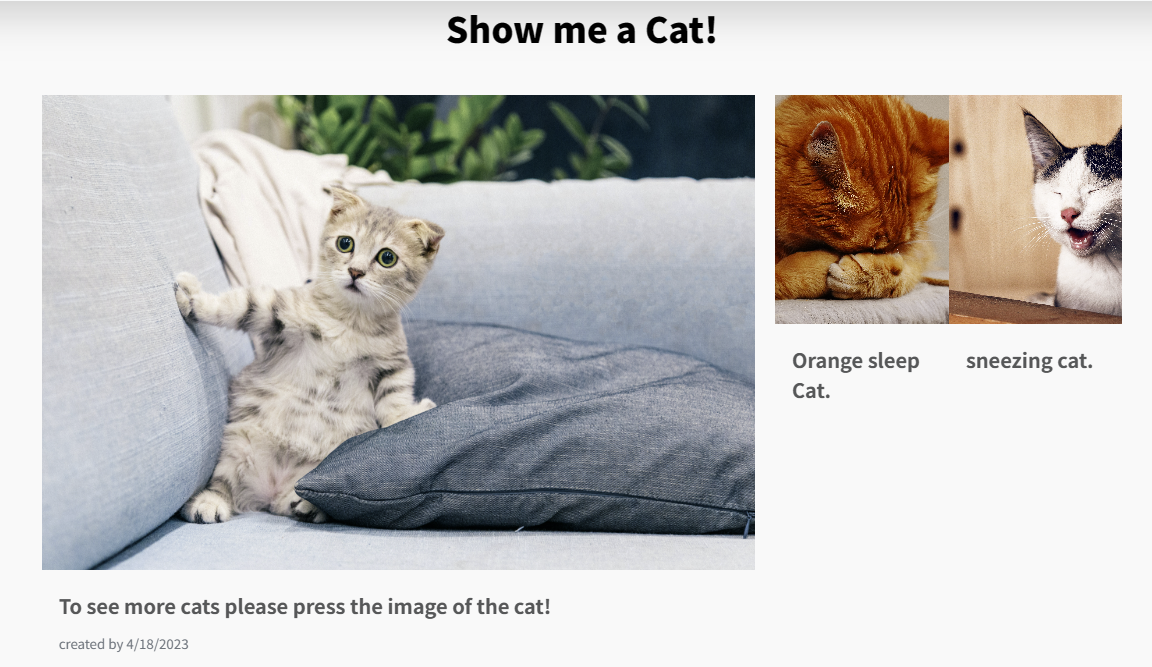 Show me a Cat!
Orange sleep
Cat.
sneezing cat.
To see more cats please press the image of the cat!
created by 4/18/2023